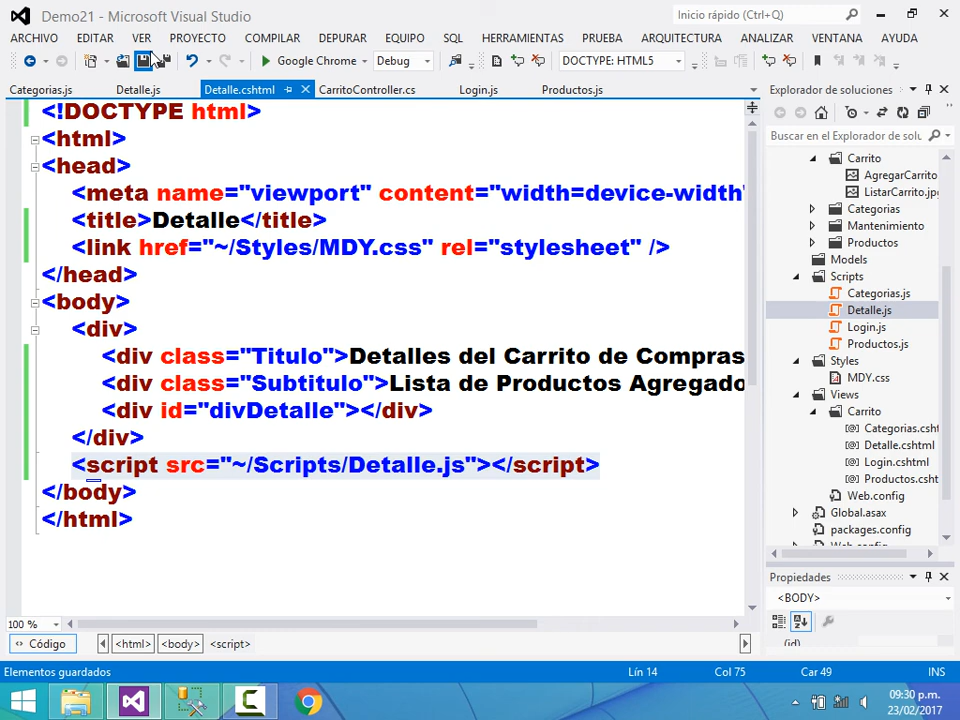 Demo21 - Microsoft Visual Studio
Inicio rápido (Ctrl+Q)
ARCHIVO EDITAR VER PROYECTO COMPILAR DEPURAR EQUIPO SQL HERRAMIENTAS PRUEBA ARQUITECTURA ANALIZAR VENTANA AYUDA
Google Chrome Debug DOCTYPE: HTML5
Categorias.js Detalle.js Detalle.cshtml CarritoController.cs Login.js Productos.js
<!DOCTYPE html>
<html>
<head>
<meta name="viewport" content="width=device-width"
<title>Detalle</title>
<link href="~/Styles/MDY.css" rel="stylesheet" />
</head>
<body>
<div>
<div class="Titulo">Detalles del Carrito de Compras
<div class="Subtitulo">Lista de Productos Agregado
<div id="divDetalle"></div>
</div>
<script src="~/Scripts/Detalle.js"></script>
</body>
</html>
100 %
Código <html> <body> <script>
Explorador de soluciones
Buscar en el Explorador de solu
Carrito
AgregarCarrito
ListarCarrito.jpg
Categorias
Mantenimiento
Productos
Models
Scripts
Categorias.js
Detalle.js
Login.js
Productos.js
Styles
MDY.css
Views
Carrito
Categorias.csh
Detalle.cshtml
Login.cshtml
Productos.csht
Web.config
Global.asax
packages.config
Propiedades
<BODY>
(id)
Elementos guardados Lín 14 Col 75 Car 49 INS
09:30 p.m.
23/02/2017